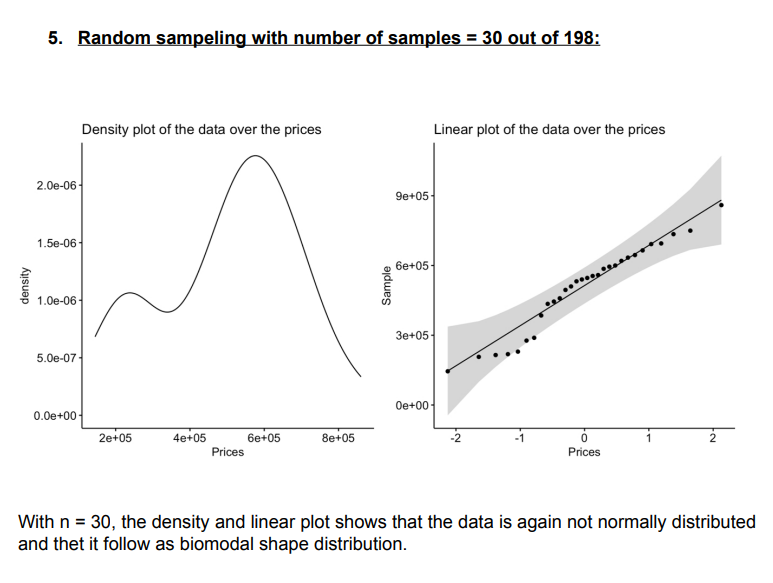 5. Random sampeling with number of samples = 30 out of 198:
Density plot of the data over the prices
2.0e-06
1.5e-06
1.0e-06
5.0e-07
0.0e+00
density
2e+05 4e+05 6e+05 8e+05
Prices
Linear plot of the data over the prices
9e+05
6e+05
3e+05
0e+00
Sample
-2 -1 0 1 2
Prices
With n = 30, the density and linear plot shows that the data is again not normally distributed
and thet it follow as biomodal shape distribution.